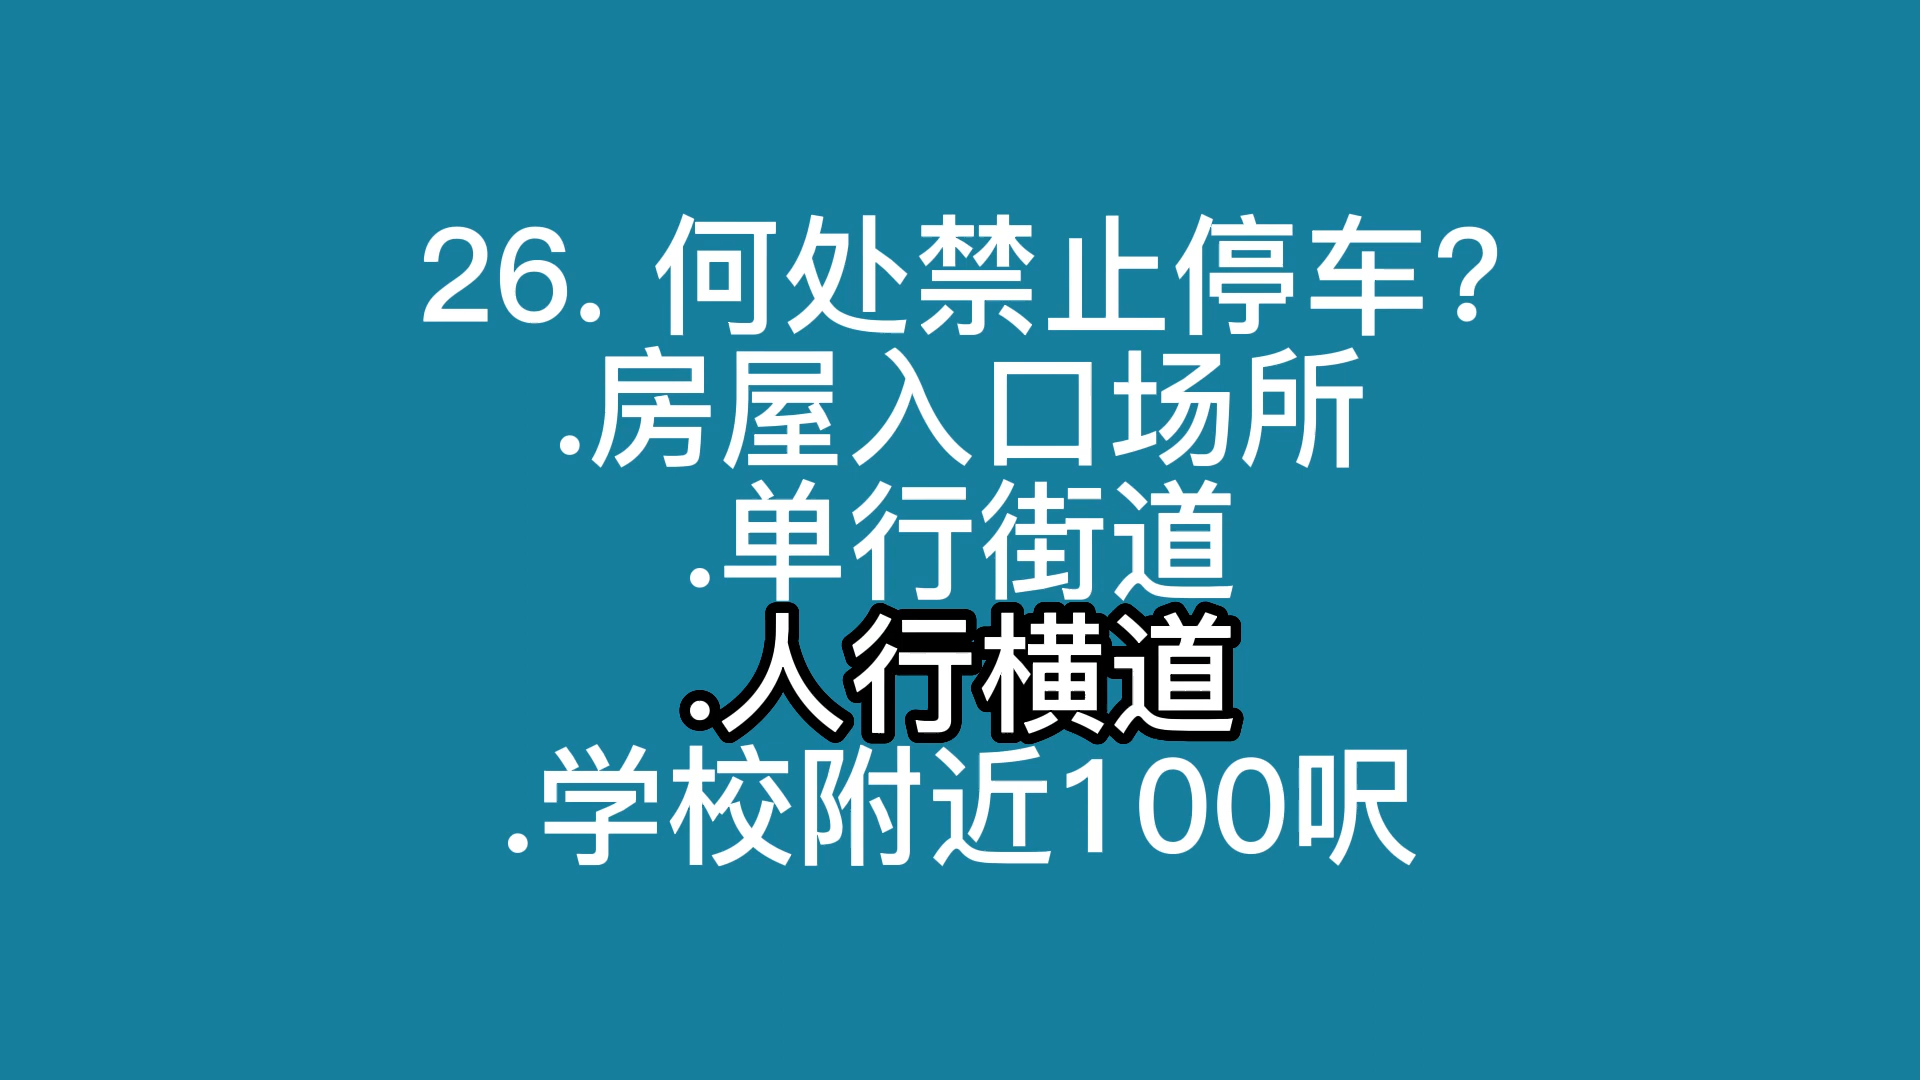 26. 何处禁止停车?
.房屋入口场所
.单行街道
.人行横道
.学校附近100呎